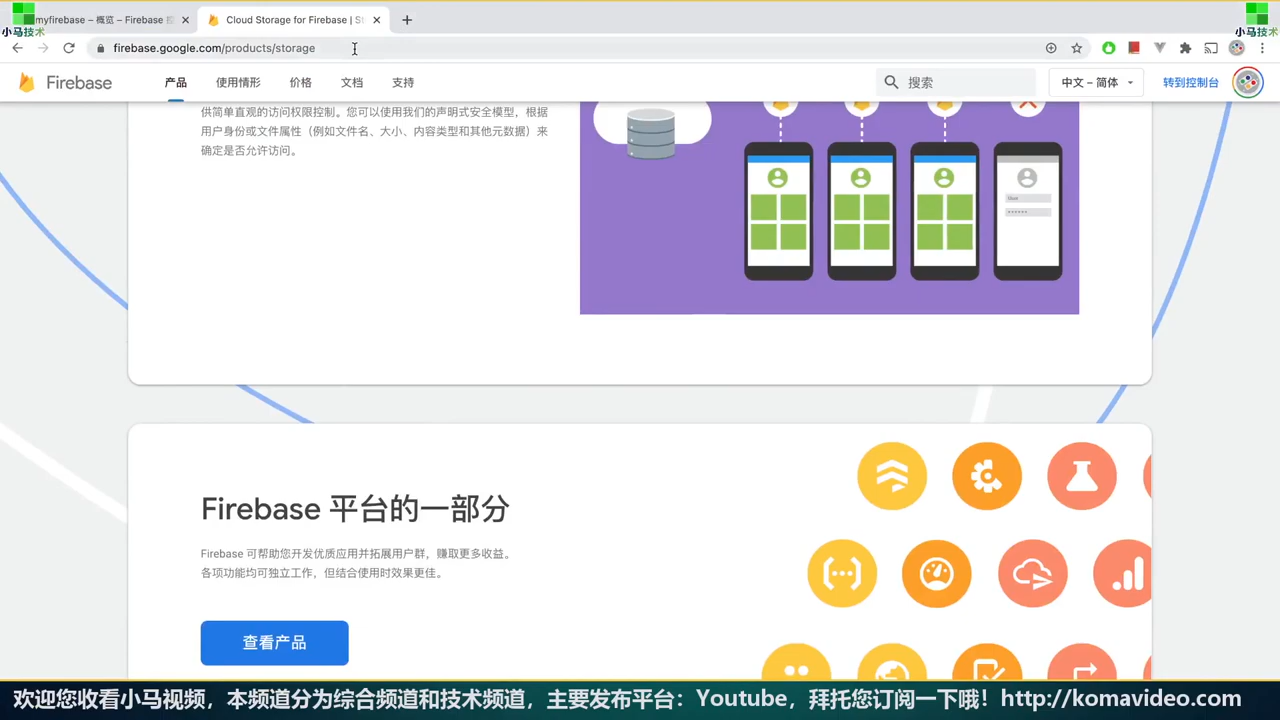 myfirebase – 概览 – Firebase
Cloud Storage for Firebase | St
小马技术
小马技术
firebase.google.com/products/storage
Firebase
产品
使用情形
价格
文档
支持
搜索
中文 – 简体
转到控制台
供简单直观的访问权限控制。您可以使用我们的声明式安全模型，根据
用户身份或文件属性（例如文件名、大小、内容类型和其他元数据）来
确定是否允许访问。
Firebase 平台的一部分
Firebase 可帮助您开发优质应用并拓展用户群，赚取更多收益。
各项功能均可独立工作，但结合使用时效果更佳。
查看产品
欢迎您收看小马视频，本频道分为综合频道和技术频道，主要发布平台：Youtube，拜托您订阅一下哦！http://komavideo.com